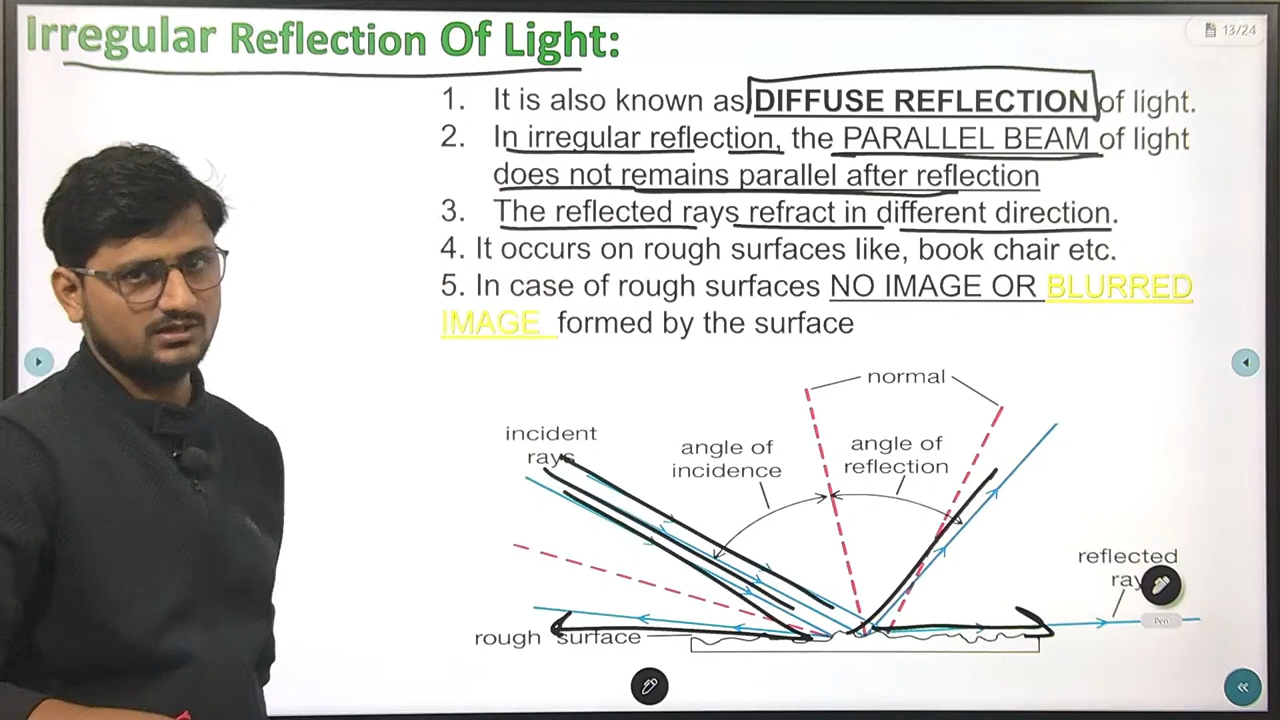 Irregular Reflection Of Light:
13/24
1. It is also known as DIFFUSE REFLECTION of light.
2. In irregular reflection, the PARALLEL BEAM of light
does not remains parallel after reflection
3. The reflected rays refract in different direction.
4. It occurs on rough surfaces like, book chair etc.
5. In case of rough surfaces NO IMAGE OR BLURRED
IMAGE formed by the surface
normal
incident
rays
angle of
incidence
angle of
reflection
reflected
ray
Pen
rough surface